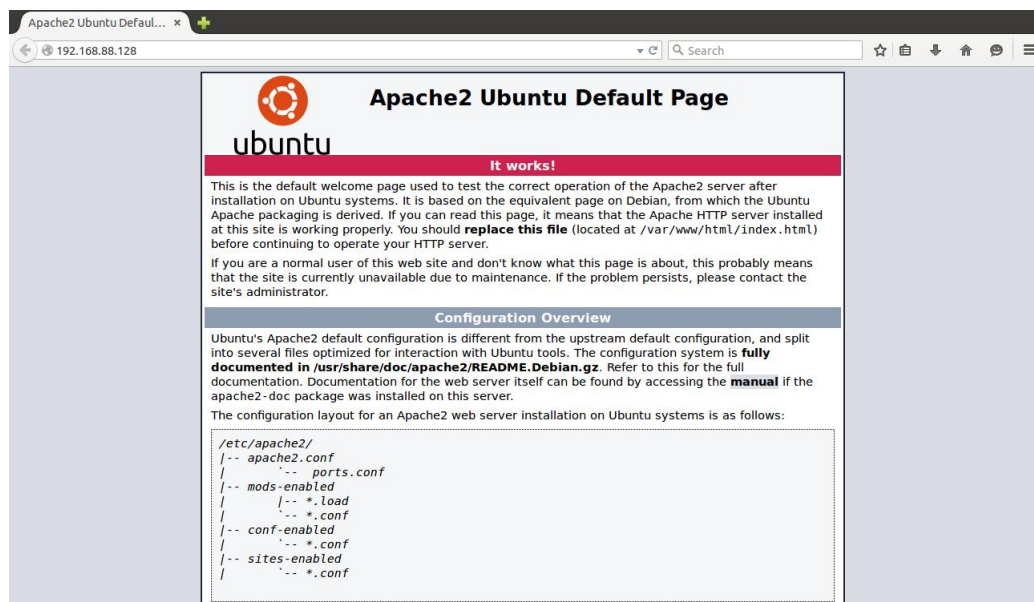 Apache2 Ubuntu Defaul... ×
192.168.88.128
Search
ubuntu
Apache2 Ubuntu Default Page
It works!
This is the default welcome page used to test the correct operation of the Apache2 server after
installation on Ubuntu systems. It is based on the equivalent page on Debian, from which the Ubuntu
Apache packaging is derived. If you can read this page, it means that the Apache HTTP server installed
at this site is working properly. You should replace this file (located at /var/www/html/index.html)
before continuing to operate your HTTP server.
If you are a normal user of this web site and don't know what this page is about, this probably means
that the site is currently unavailable due to maintenance. If the problem persists, please contact the
site's administrator.
Configuration Overview
Ubuntu's Apache2 default configuration is different from the upstream default configuration, and split
into several files optimized for interaction with Ubuntu tools. The configuration system is fully
documented in /usr/share/doc/apache2/README.Debian.gz. Refer to this for the full
documentation. Documentation for the web server itself can be found by accessing the manual if the
apache2-doc package was installed on this server.
The configuration layout for an Apache2 web server installation on Ubuntu systems is as follows:
/etc/apache2/
|-- apache2.conf
|       `--  ports.conf
|-- mods-enabled
|       |-- *.load
|       `-- *.conf
|-- conf-enabled
|       `-- *.conf
|-- sites-enabled
|       `-- *.conf